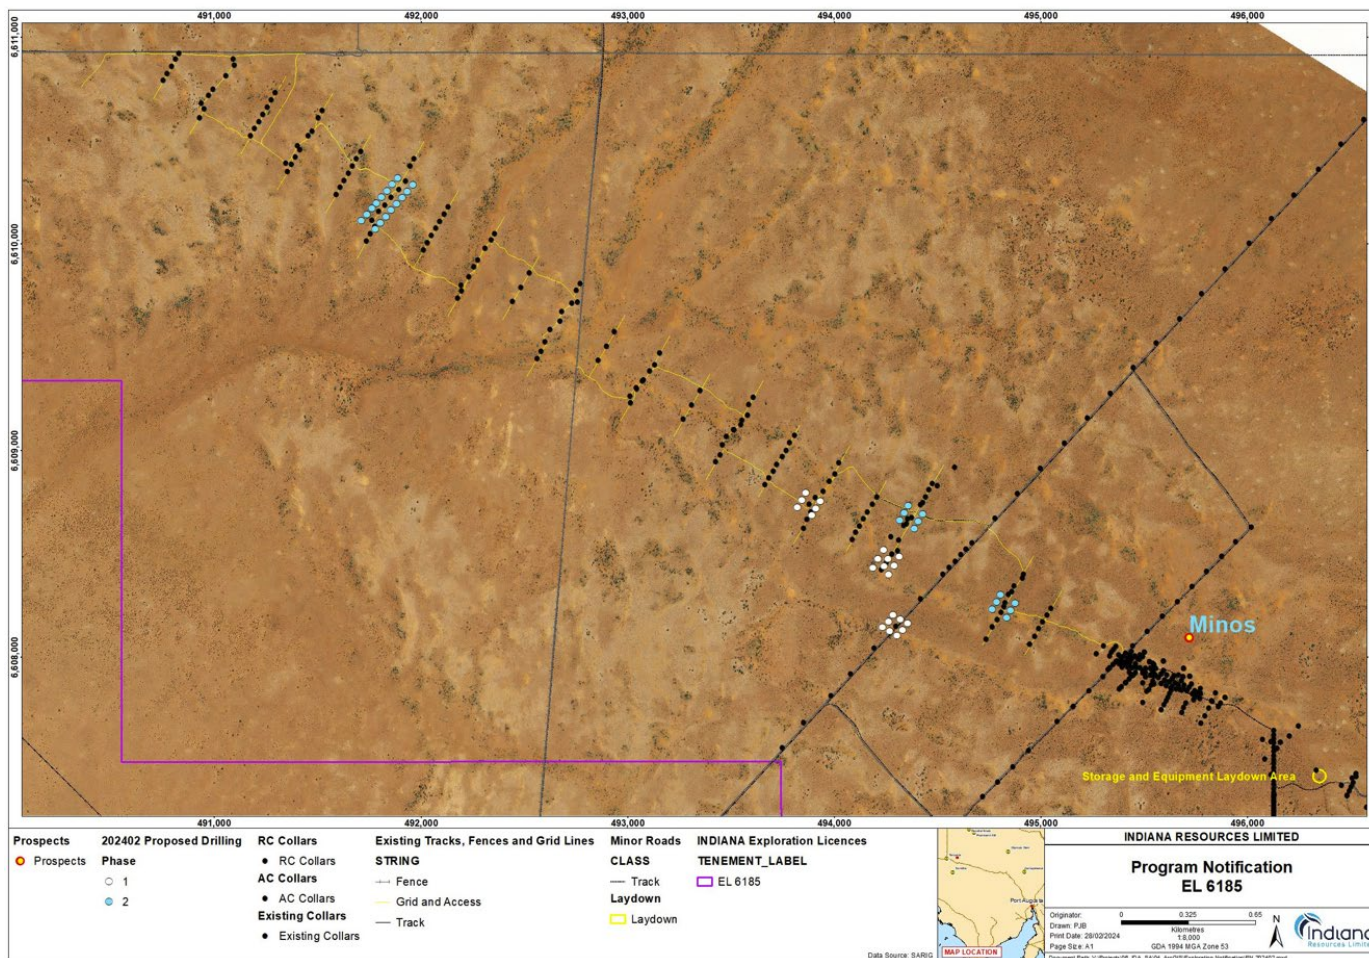 491,000 492,000 493,000 494,000 495,000 496,000
6,611,000
6,610,000
6,609,000
6,608,000
Minos
Storage and Equipment Laydown Area
491,000 492,000 493,000 494,000 495,000 496,000
Prospects
Prospects
202402 Proposed Drilling
Phase
1
2
RC Collars
RC Collars
AC Collars
AC Collars
Existing Collars
Existing Collars
Existing Tracks, Fences and Grid Lines
STRING
Fence
Grid and Access
Track
Minor Roads
CLASS
Track
Laydown
Laydown
INDIANA Exploration Licences
TENEMENT_LABEL
EL 6185
Data Source: SARIG
Port Augusta
MAP LOCATION
INDIANA RESOURCES LIMITED
Program Notification
EL 6185
Originator:
Drawn: PJB
Print Date: 28/02/2024
Page Size: A1
0 0.325 0.65
Kilometres
1:8,000
GDA 1994 MGA Zone 53
N
Indiana
Resources Limited